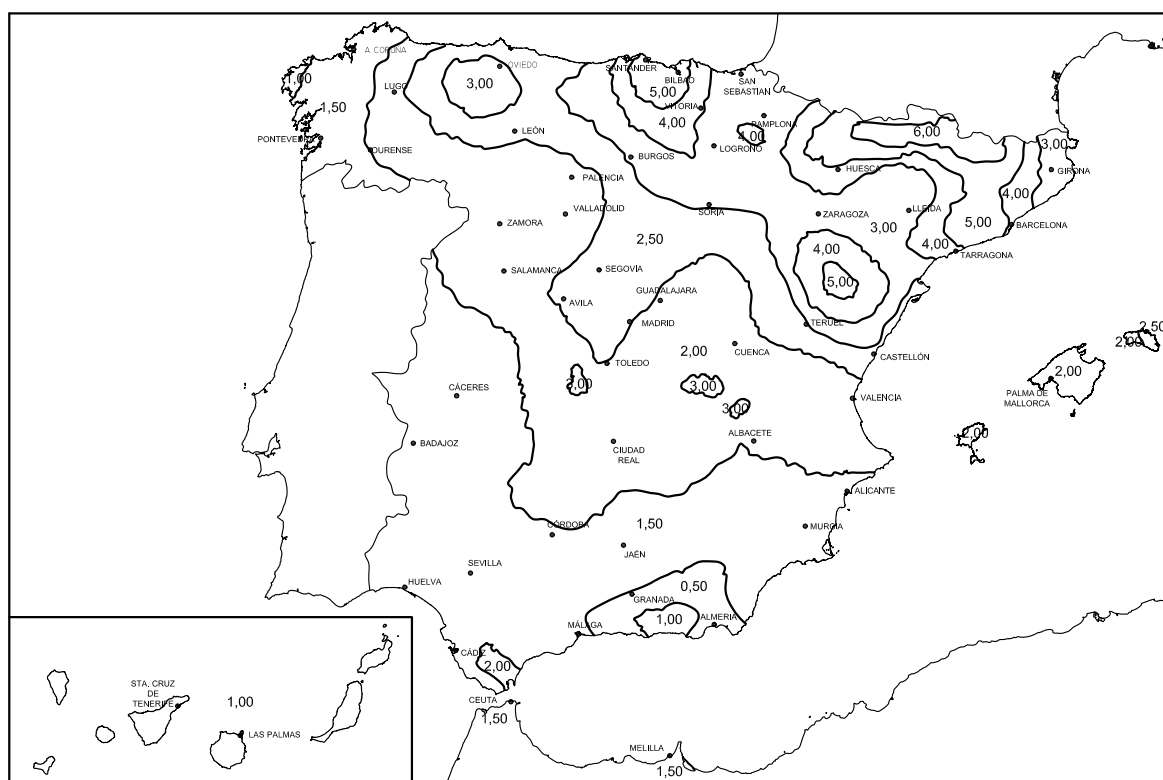 A CORUÑA
OVIEDO
SANTANDER
BILBAO
SAN
SEBASTIAN
1,00
LUGO
3,00
5,00
1,50
VITORIA
PAMPLONA
4,00
4,00
6,00
PONTEVEDRA
LEÓN
OURENSE
LOGROÑO
BURGOS
HUESCA
3,00
GIRONA
PALENCIA
4,00
VALLADOLID
SORIA
ZARAGOZA
LLEIDA
ZAMORA
3,00
5,00
BARCELONA
2,50
4,00
4,00
TARRAGONA
SALAMANCA
SEGOVÍA
5,00
GUADALAJARA
AVILA
MADRID
TERUEL
2,50
2,00
2,00
CUENCA
CASTELLÓN
TOLEDO
2,00
CÁCERES
3,00
3,00
PALMA DE
MALLORCA
VALENCIA
3,00
2,00
BADAJOZ
CIUDAD
REAL
ALBACETE
ALICANTE
CÓRDOBA
1,50
MURCIA
JAÉN
SEVILLA
HUELVA
0,50
GRANADA
1,00
ALMERIA
MÁLAGA
CÁDIZ
2,00
CEUTA
1,50
MELILLA
1,50
STA. CRUZ
DE
TENERIFE
1,00
LAS PALMAS